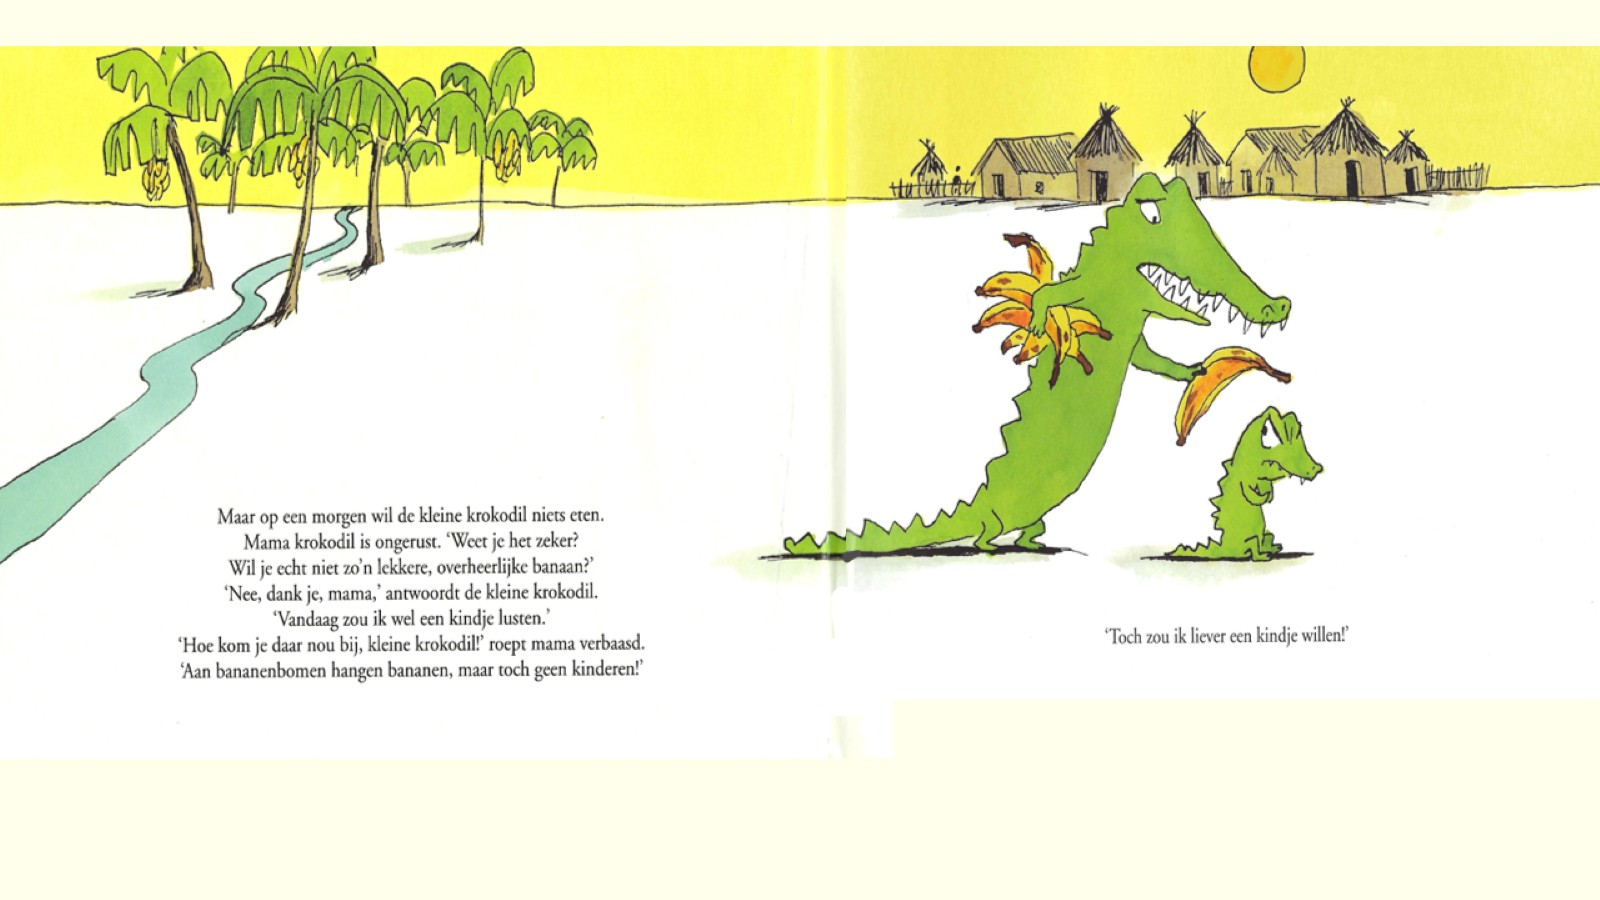 Maar op een morgen wil de kleine krokodil niets eten.
Mama krokodil is ongerust. ‘Weet je het zeker?
Wil je echt niet zo’n lekkere, overheerlijke banaan?’
‘Nee, dank je, mama,’ antwoordt de kleine krokodil.
‘Vandaag zou ik wel een kindje lusten.’
‘Hoe kom je daar nou bij, kleine krokodil!’ roept mama verbaasd.
‘Aan bananenbomen hangen bananen, maar toch geen kinderen!’
‘Toch zou ik liever een kindje willen!’